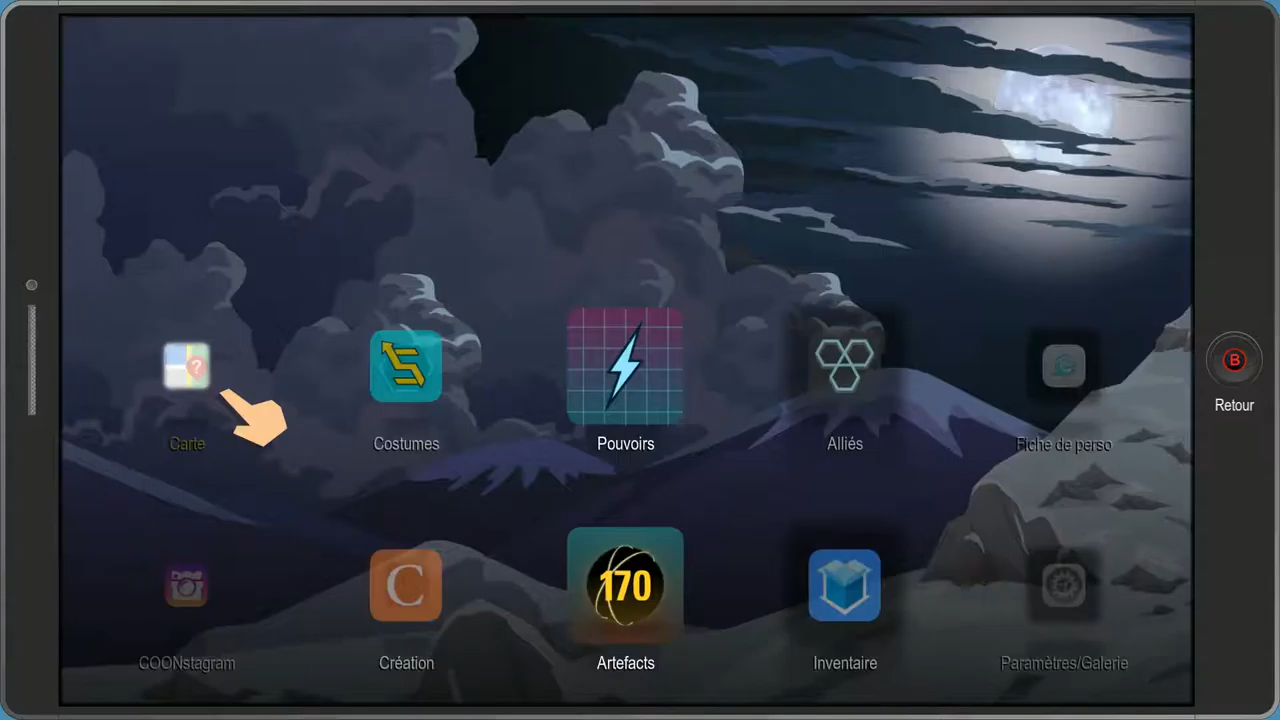 ?
Carte
Costumes
Pouvoirs
Alliés
Fiche de perso
B
Retour
COONstagram
C
Création
170
Artefacts
Inventaire
Paramètres/Galerie